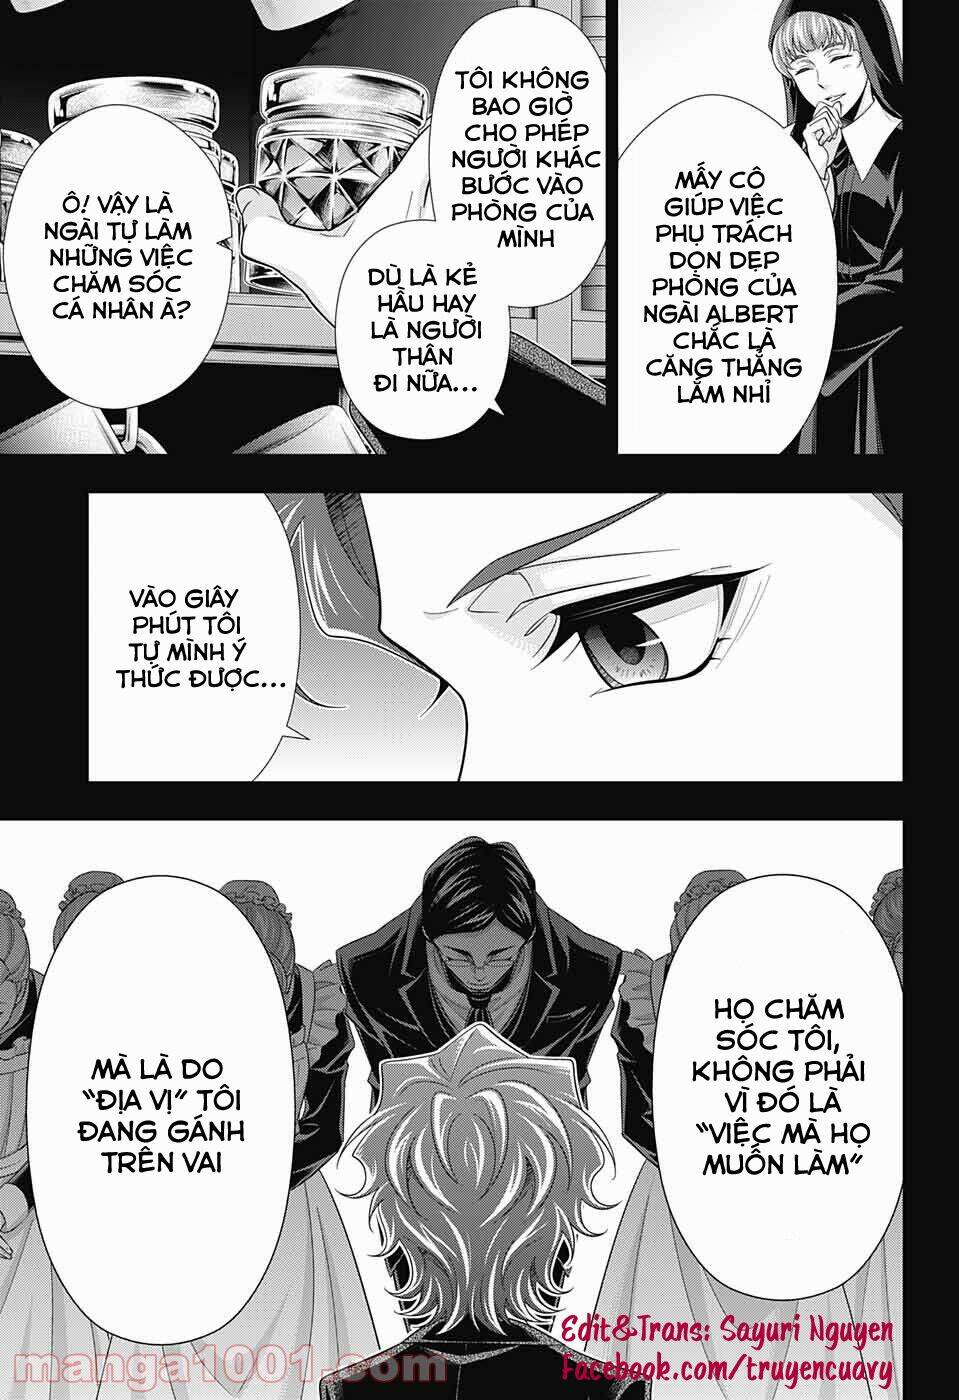 MẤY CÔ
GIÚP VIỆC
PHỤ TRÁCH
DỌN DẸP
PHÒNG CỦA
NGÀI ALBERT
CHẮC LÀ
CĂNG THẲNG
LẮM NHỈ
TÔI KHÔNG
BAO GIỜ
CHO PHÉP
NGƯỜI KHÁC
BƯỚC VÀO
PHÒNG CỦA
MÌNH
DÙ LÀ KẺ
HẦU HAY
LÀ NGƯỜI
THÂN
ĐI NỮA...
Ồ! VẬY LÀ
NGÀI TỰ LÀM
NHỮNG VIỆC
CHĂM SÓC
CÁ NHÂN À?
VÀO GIÂY
PHÚT TÔI
TỰ MÌNH Ý
THỨC ĐƯỢC...
HỌ CHĂM
SÓC TÔI,
KHÔNG PHẢI
VÌ ĐÓ LÀ
"VIỆC MÀ HỌ
MUỐN LÀM"
MÀ LÀ DO
"ĐỊA VỊ" TÔI
ĐANG GÁNH
TRÊN VAI
Edit&Trans: Sayuri Nguyen
Facebook.com/truyencuavy
manga1001.com